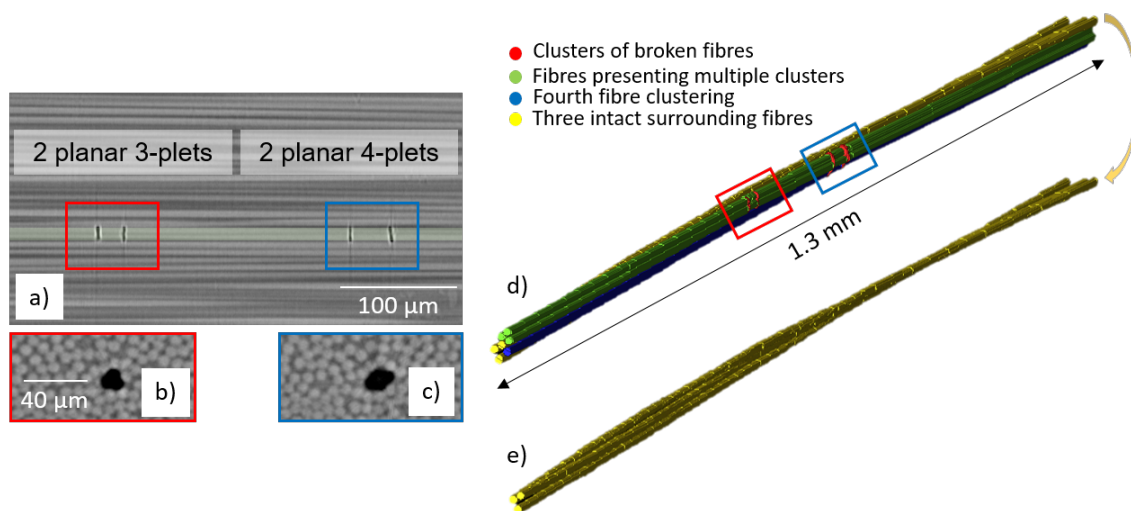 Clusters of broken fibres
Fibres presenting multiple clusters
Fourth fibre clustering
Three intact surrounding fibres
2 planar 3-plets
2 planar 4-plets
a)
100 µm
b)
40 µm
c)
d)
1.3 mm
e)